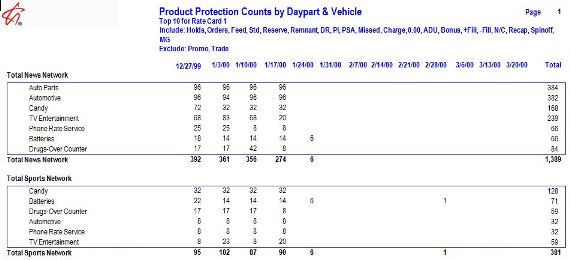 Product Protection Counts by Daypart & Vehicle Page 1
Top 10 for Rate Card 1
Include: Holds, Orders, Feed, Std, Reserve, Remnant, DR, PI, PSA, Missed, Charge, 0.00, ADU, Bonus, +Fill, -Fill, N/C, Recap, Spinoff,
MG
Exclude: Promo, Trade
12/27/99 1/3/00 1/10/00 1/17/00 1/24/00 1/31/00 2/7/00 2/14/00 2/21/00 2/28/00 3/6/00 3/13/00 3/20/00 Total
Total News Network
Auto Parts 96 96 96 96 384
Automotive 96 94 96 96 382
Candy 72 32 32 32 168
TV Entertainment 68 83 68 20 239
Phone Rate Service 25 25 8 8 66
Batteries 18 14 14 14 6 66
Drugs-Over Counter 17 17 42 8 84
Total News Network 392 361 356 274 6 1,389
Total Sports Network
Candy 32 32 32 32 128
Batteries 22 14 14 14 6 1 71
Drugs-Over Counter 17 17 17 8 59
Automotive 8 8 8 8 32
Phone Rate Service 8 8 8 8 32
TV Entertainment 8 23 8 20 59
Total Sports Network 95 102 87 90 6 1 381